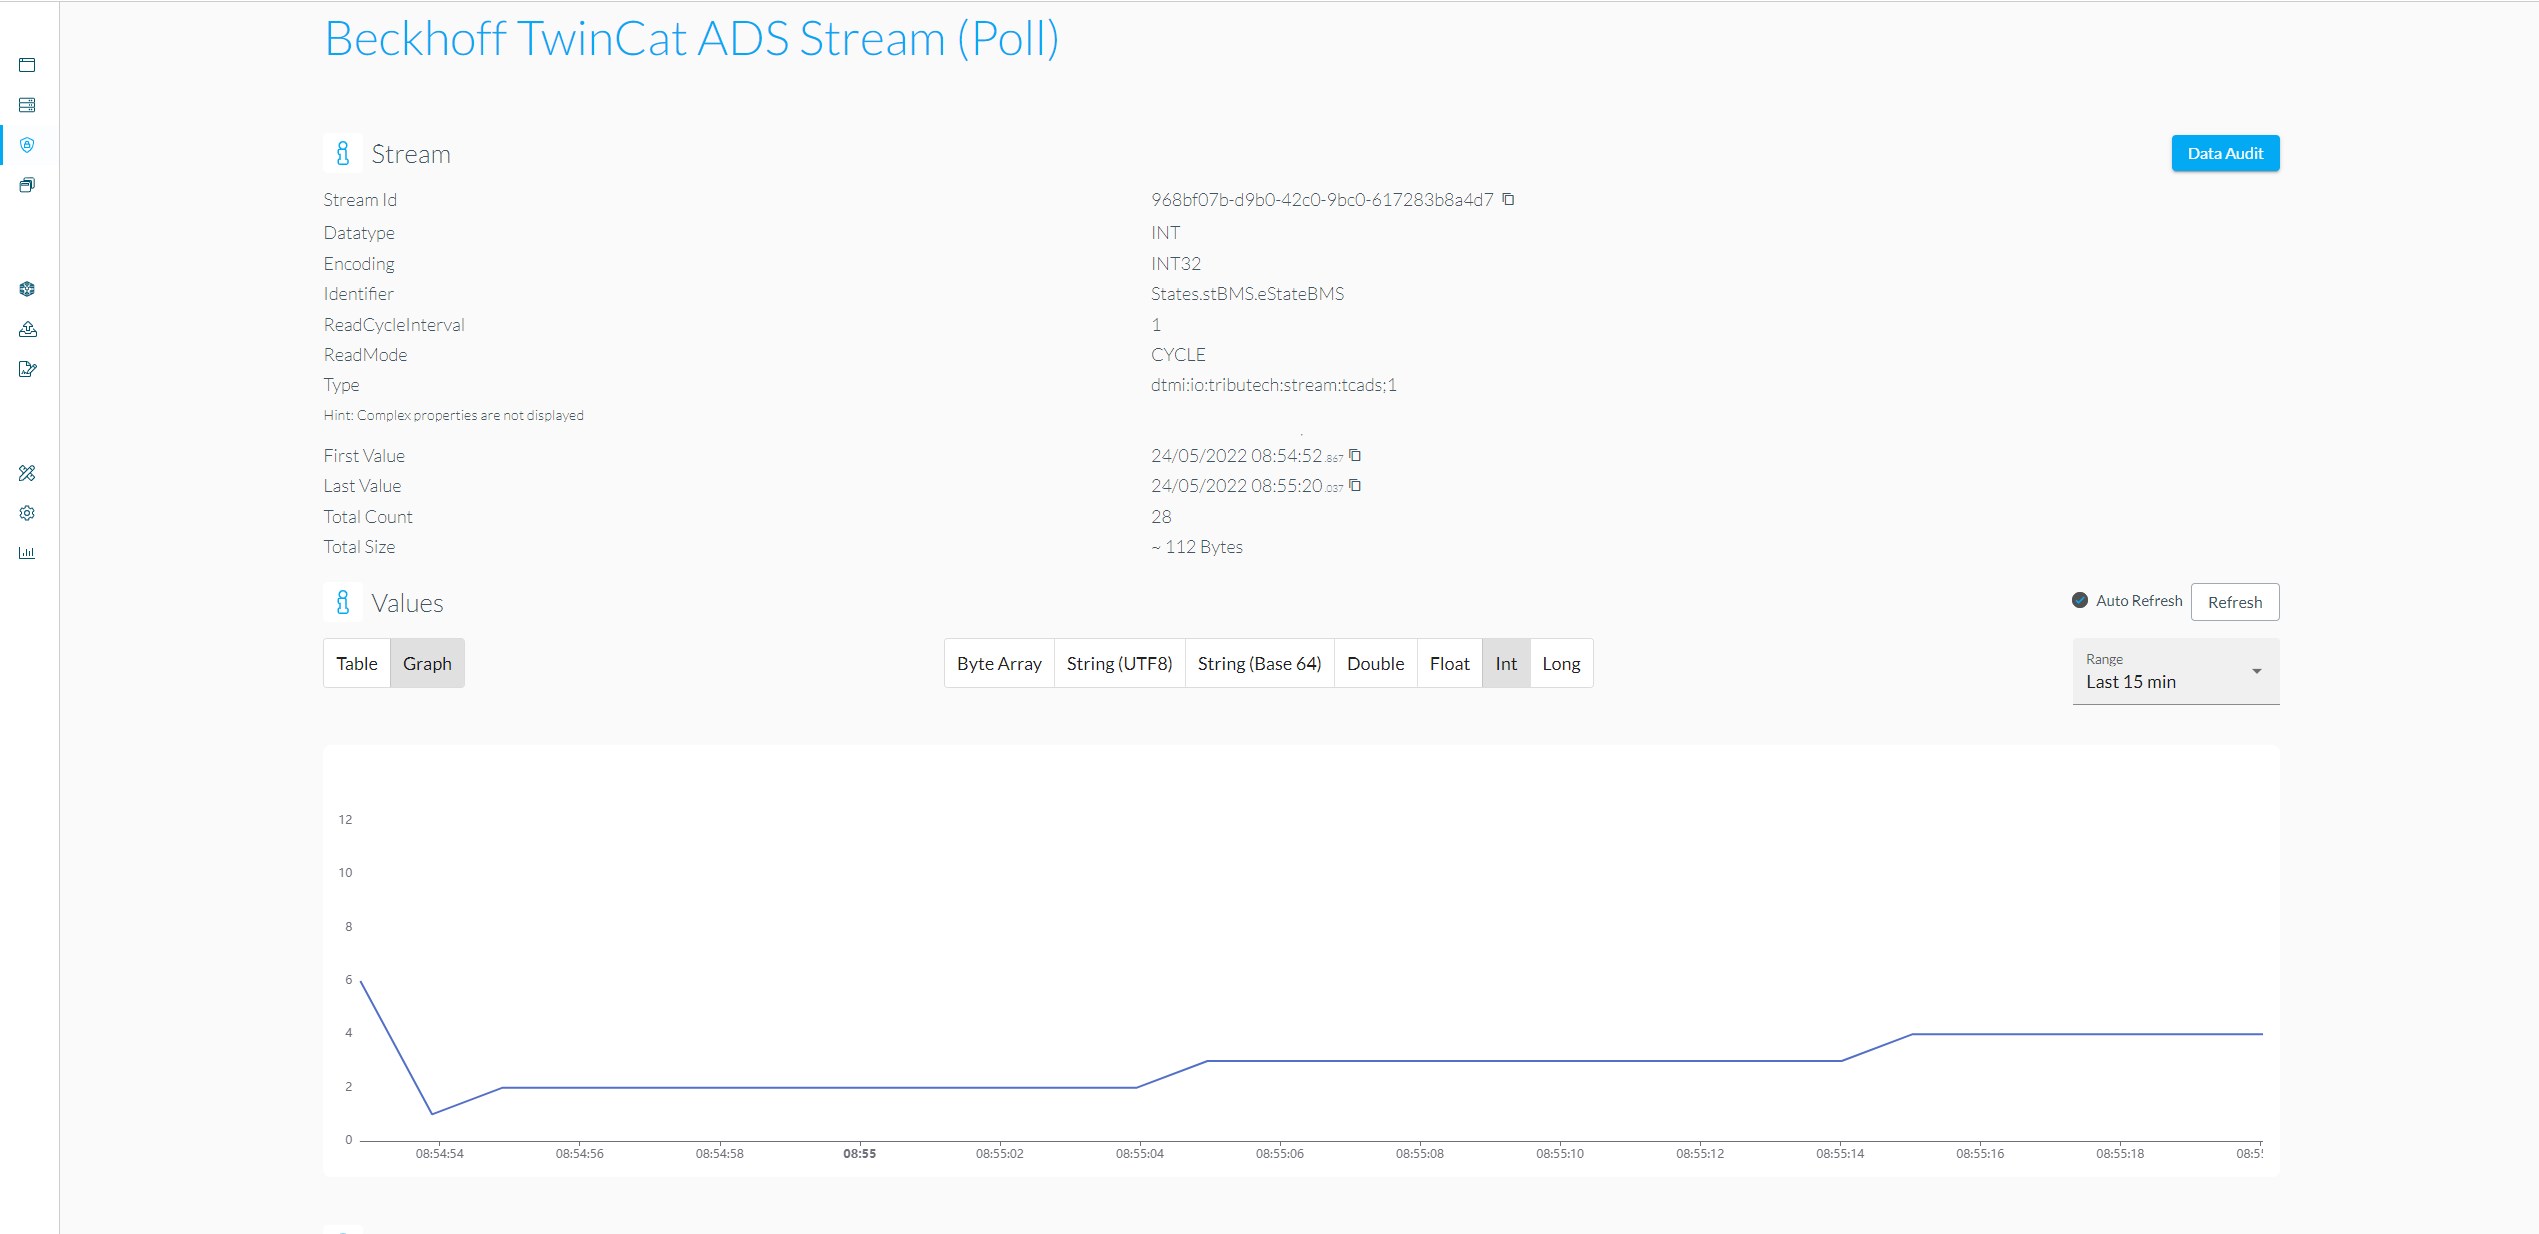 Beckhoff TwinCat ADS Stream (Poll)
Stream
Data Audit
Stream Id 968bf07b-d9b0-42c0-9bc0-617283b8a4d7
Datatype INT
Encoding INT32
Identifier States.stBMS.eStateBMS
ReadCycleInterval 1
ReadMode CYCLE
Type dtmi:io:tributech:stream:tcads;1
Hint: Complex properties are not displayed
First Value 24/05/2022 08:54:52.867
Last Value 24/05/2022 08:55:20.037
Total Count 28
Total Size ~ 112 Bytes
Values
Auto Refresh Refresh
Table Graph Byte Array String (UTF8) String (Base 64) Double Float Int Long
Range
Last 15 min
12
10
8
6
4
2
0
08:54:54 08:54:56 08:54:58 08:55 08:55:02 08:55:04 08:55:06 08:55:08 08:55:10 08:55:12 08:55:14 08:55:16 08:55:18